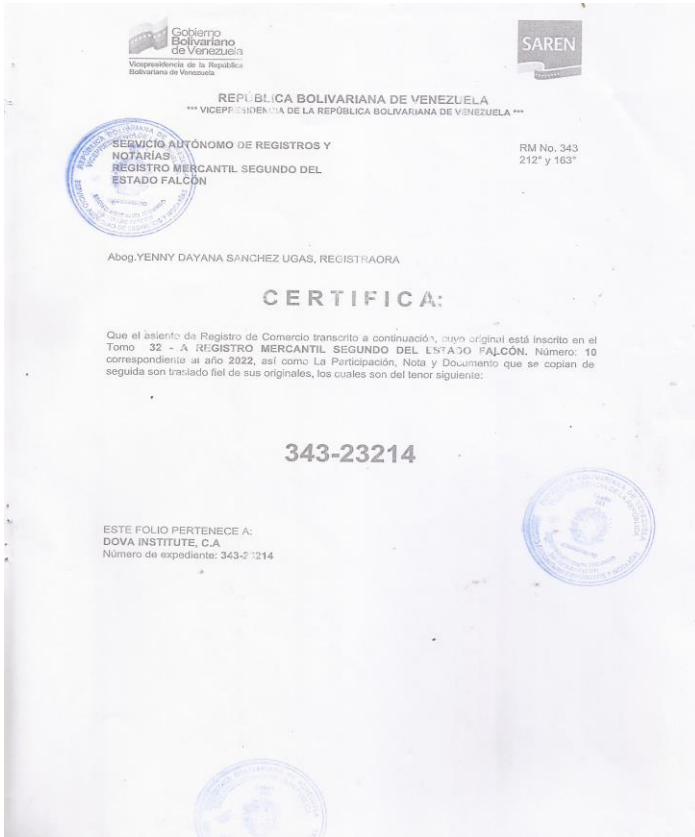 Gobierno
Bolivariano
de Venezuela
Vicepresidencia de la República
Bolivariana de Venezuela
SAREN
REPÚBLICA BOLIVARIANA DE VENEZUELA
*** VICEPRESIDENCIA DE LA REPÚBLICA BOLIVARIANA DE VENEZUELA ***
SERVICIO AUTÓNOMO DE REGISTROS Y
NOTARÍAS
REGISTRO MERCANTIL SEGUNDO DEL
ESTADO FALCÓN
RM No. 343
212° y 163°
Abog.YENNY DAYANA SANCHEZ UGAS, REGISTRAORA
CERTIFICA:
Que el asiento de Registro de Comercio transcrito a continuación, cuyo original está inscrito en el
Tomo 32 - A REGISTRO MERCANTIL SEGUNDO DEL ESTADO FALCÓN. Número: 10
correspondiente al año 2022, así como La Participación, Nota y Documento que se copian de
seguida son traslado fiel de sus originales, los cuales son del tenor siguiente:
343-23214
ESTE FOLIO PERTENECE A:
DOVA INSTITUTE, C.A
Número de expediente: 343-23214